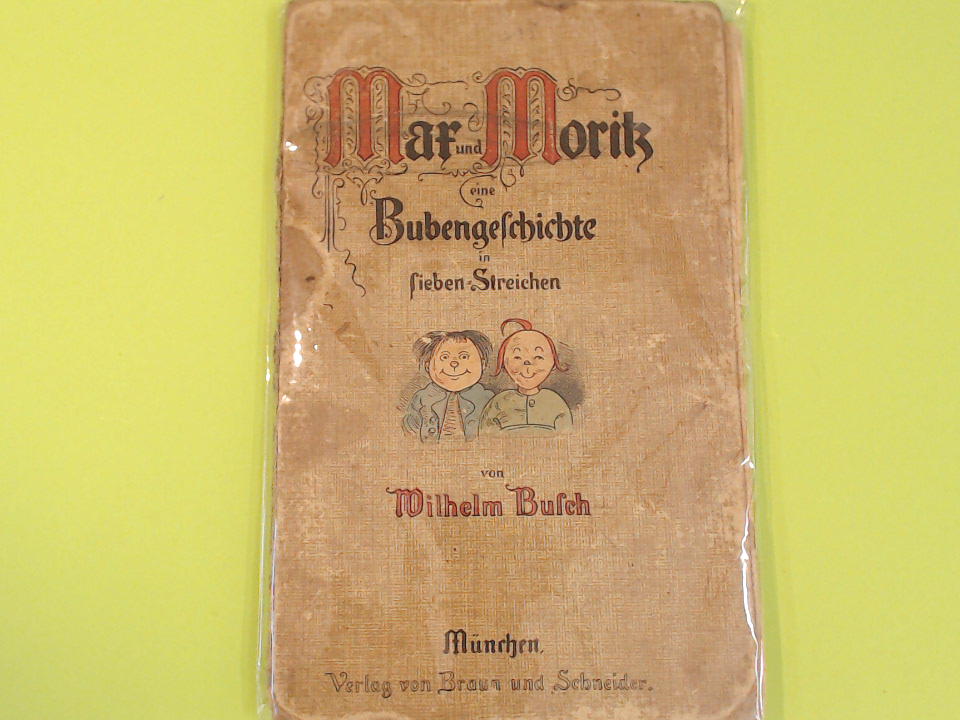 Max und Moritz
eine
Bubengeſchichte
in
ſieben Streichen
von
Wilhelm Buſch
München.
Verlag von Braun und Schneider.